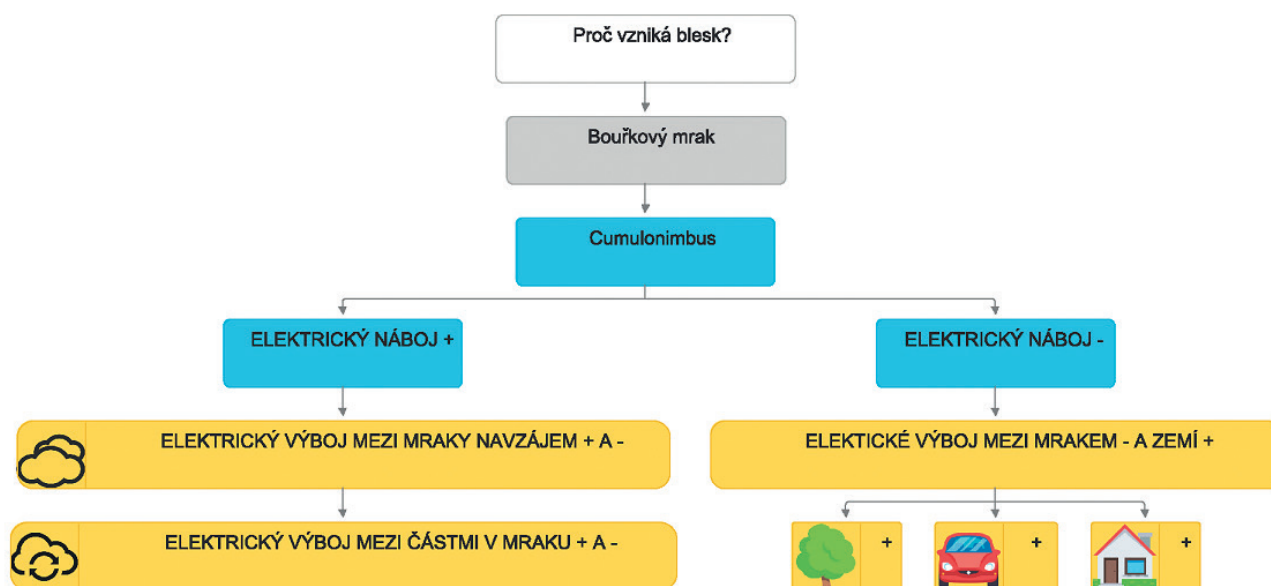 Proč vzniká blesk?
Bouřkový mrak
Cumulonimbus
ELEKTRICKÝ NÁBOJ +
ELEKTRICKÝ NÁBOJ -
ELEKTRICKÝ VÝBOJ MEZI MRAKY NAVZÁJEM + A -
ELEKTICKÉ VÝBOJ MEZI MRAKEM - A ZEMÍ +
ELEKTRICKÝ VÝBOJ MEZI ČÁSTMI V MRAKU + A -
+
+
+